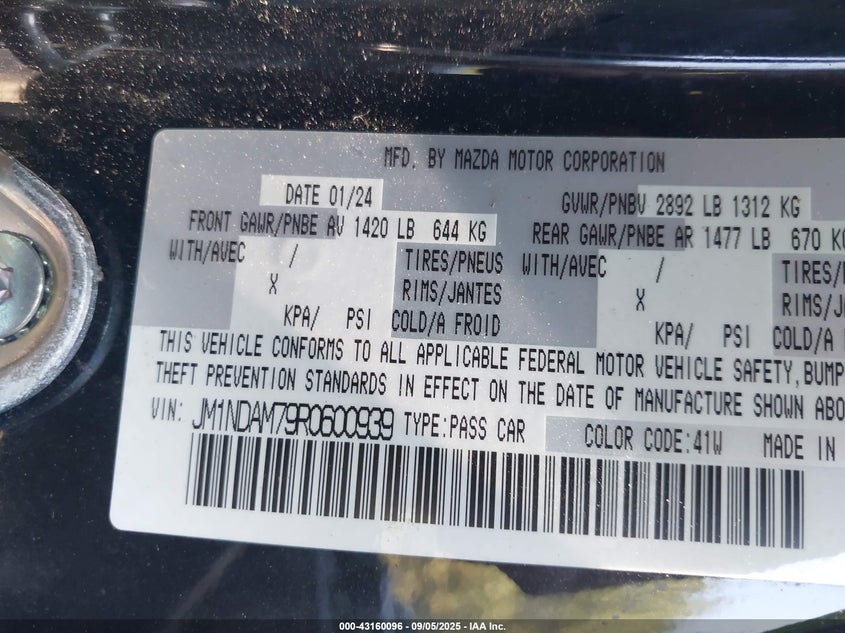 MFD. BY MAZDA MOTOR CORPORATION
DATE 01/24 GVWR/PNBV 2892 LB 1312 KG
FRONT GAWR/PNBE AV 1420 LB 644 KG REAR GAWR/PNBE AR 1477 LB 670 KG
WITH/AVEC / TIRES/PNEUS WITH/AVEC / TIRES/
X RIMS/JANTES X RIMS/JA
KPA/ PSI COLD/A FROID KPA/ PSI COLD/A F
THIS VEHICLE CONFORMS TO ALL APPLICABLE FEDERAL MOTOR VEHICLE SAFETY, BUMP
THEFT PREVENTION STANDARDS IN EFFECT ON THE DATE OF MANUFACTURE SHOWN ABO
VIN: JM1NDAM79R0600939 TYPE:PASS CAR COLOR CODE:41W MADE IN
000-43160096 - 09/05/2025 - IAA Inc.